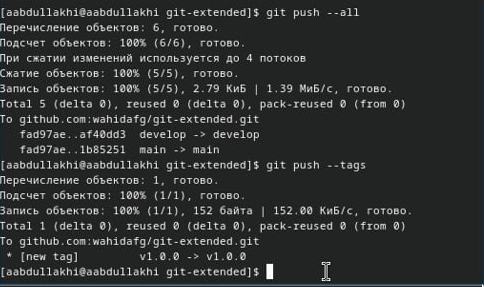 [aabdullakhi@aabdullakhi git-extended]$ git push --all
Перечисление объектов: 6, готово.
Подсчет объектов: 100% (6/6), готово.
При сжатии изменений используется до 4 потоков
Сжатие объектов: 100% (5/5), готово.
Запись объектов: 100% (5/5), 2.79 КиБ | 1.39 МиБ/с, готово.
Total 5 (delta 0), reused 0 (delta 0), pack-reused 0 (from 0)
To github.com:wahidafg/git-extended.git
   fad97ae..af40dd3  develop -> develop
   fad97ae..1b85251  main -> main
[aabdullakhi@aabdullakhi git-extended]$ git push --tags
Перечисление объектов: 1, готово.
Подсчет объектов: 100% (1/1), готово.
Запись объектов: 100% (1/1), 152 байта | 152.00 КиБ/с, готово.
Total 1 (delta 0), reused 0 (delta 0), pack-reused 0 (from 0)
To github.com:wahidafg/git-extended.git
 * [new tag]         v1.0.0 -> v1.0.0
[aabdullakhi@aabdullakhi git-extended]$